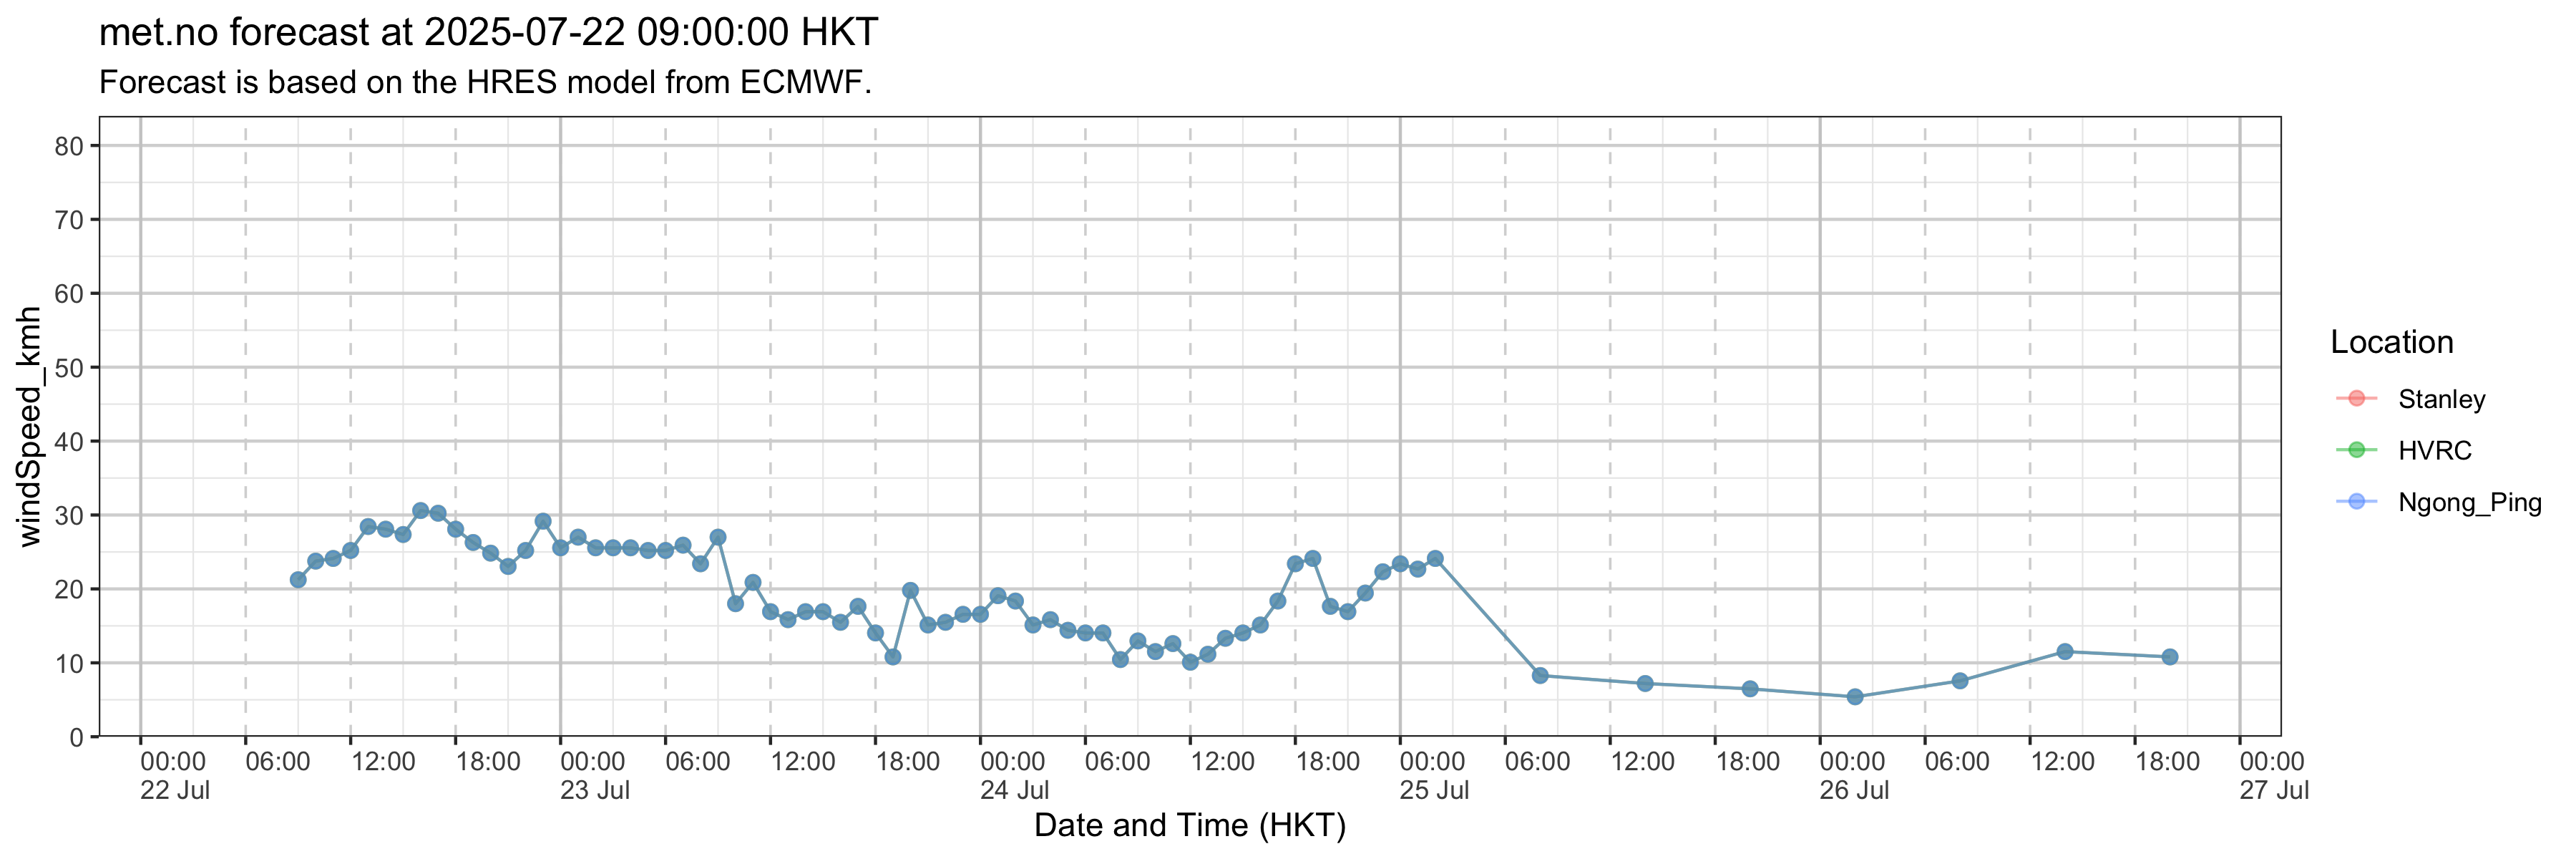 met.no forecast at 2025-07-22 09:00:00 HKT
Forecast is based on the HRES model from ECMWF.
windSpeed_kmh
80
70
60
50
40
30
20
10
0
00:00 06:00 12:00 18:00 00:00 06:00 12:00 18:00 00:00 06:00 12:00 18:00 00:00 06:00 12:00 18:00 00:00 06:00 12:00 18:00 00:00
22 Jul 23 Jul 24 Jul 25 Jul 26 Jul 27 Jul
Date and Time (HKT)
Location
Stanley
HVRC
Ngong_Ping